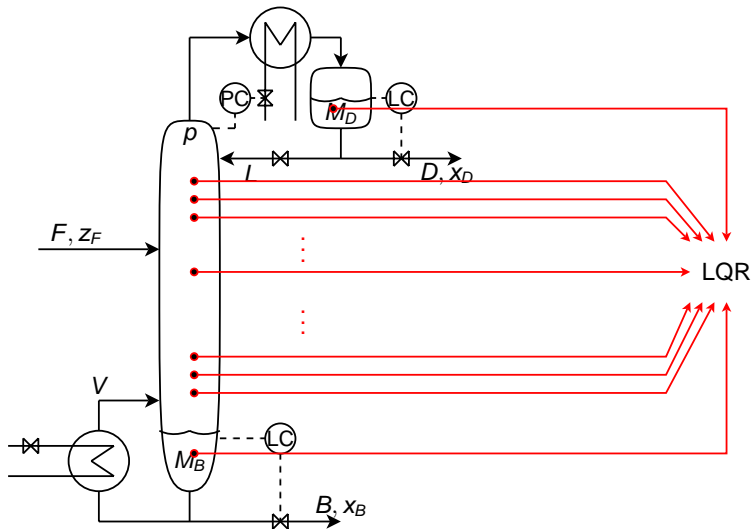 PC
LC
M_D
p
L
D, x_D
F, z_F
LQR
V
LC
M_B
B, x_B